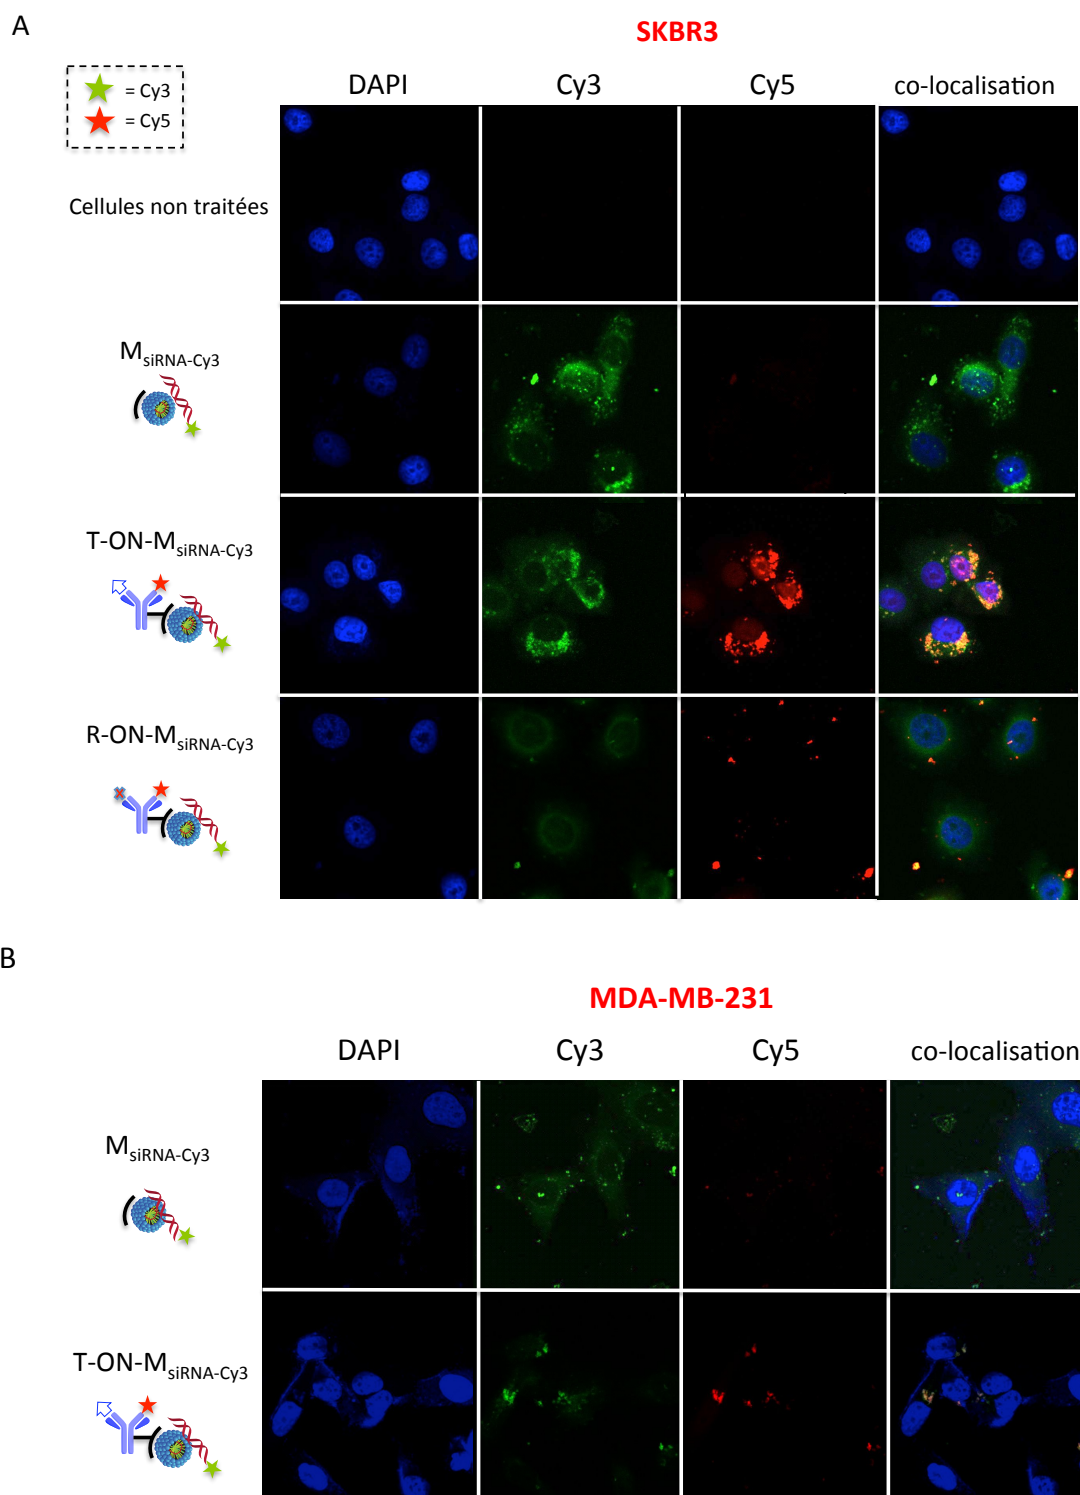 A
SKBR3
= Cy3
= Cy5
DAPI Cy3 Cy5 co-localisation
Cellules non traitées
MsiRNA-Cy3
T-ON-MsiRNA-Cy3
R-ON-MsiRNA-Cy3
B
MDA-MB-231
DAPI Cy3 Cy5 co-localisation
MsiRNA-Cy3
T-ON-MsiRNA-Cy3